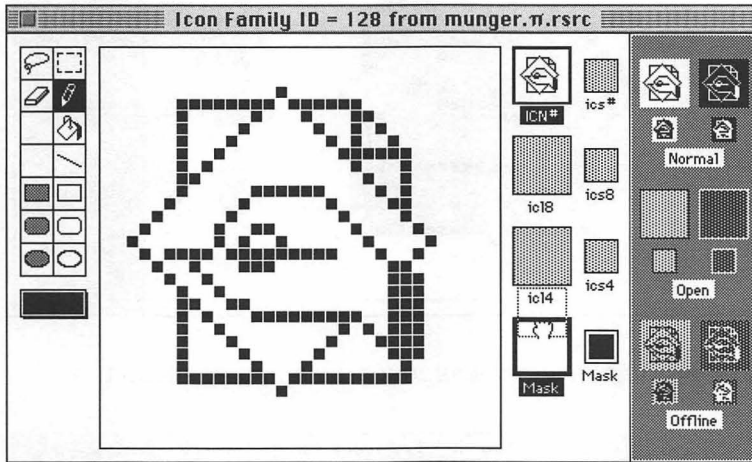 Icon Family ID = 128 from munger.π.rsrc
ICN#
ics#
Normal
icl8
ics8
icl4
ics4
Open
Mask
Mask
Offline